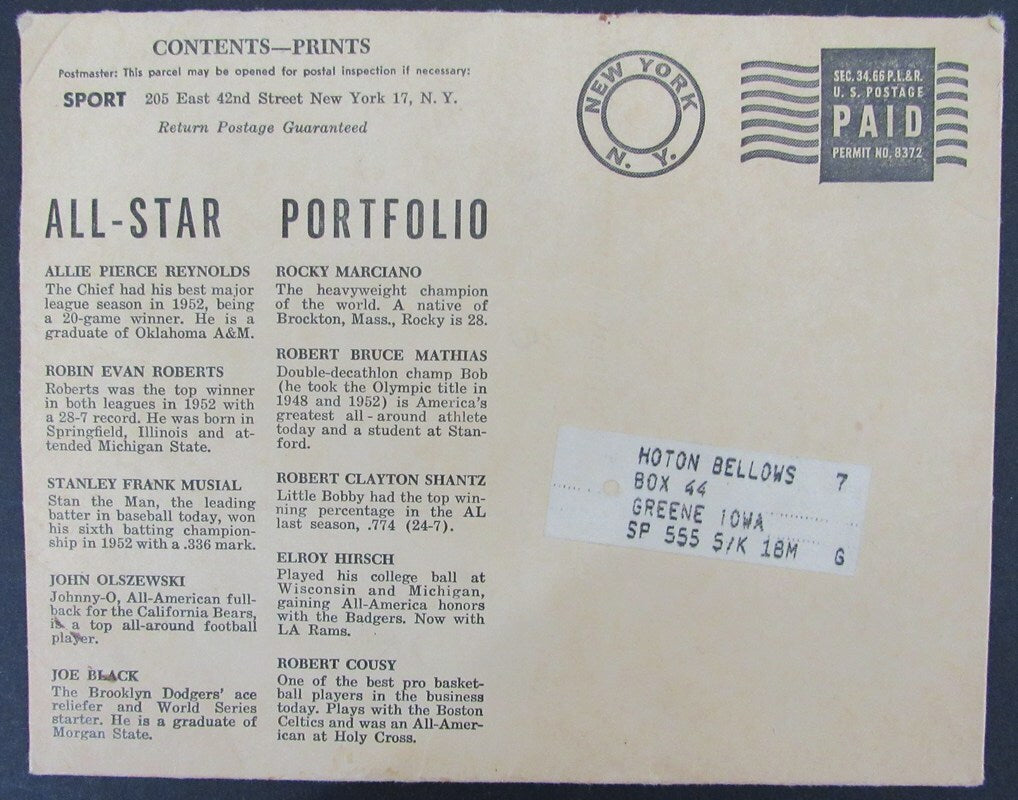 CONTENTS—PRINTS
Postmaster: This parcel may be opened for postal inspection if necessary:
SPORT 205 East 42nd Street New York 17, N. Y.
Return Postage Guaranteed
NEW YORK
N. Y.
SEC. 34.66 P.L.&R.
U. S. POSTAGE
PAID
PERMIT NO. 8372
ALL-STAR PORTFOLIO
ALLIE PIERCE REYNOLDS
The Chief had his best major
league season in 1952, being
a 20-game winner. He is a
graduate of Oklahoma A&M.
ROBIN EVAN ROBERTS
Roberts was the top winner
in both leagues in 1952 with
a 28-7 record. He was born in
Springfield, Illinois and at-
tended Michigan State.
STANLEY FRANK MUSIAL
Stan the Man, the leading
batter in baseball today, won
his sixth batting champion-
ship in 1952 with a .336 mark.
JOHN OLSZEWSKI
Johnny-O, All-American full-
back for the California Bears,
is a top all-around football
player.
JOE BLACK
The Brooklyn Dodgers' ace
reliefer and World Series
starter. He is a graduate of
Morgan State.
ROCKY MARCIANO
The heavyweight champion
of the world. A native of
Brockton, Mass., Rocky is 28.
ROBERT BRUCE MATHIAS
Double-decathlon champ Bob
(he took the Olympic title in
1948 and 1952) is America's
greatest all-around athlete
today and a student at Stan-
ford.
ROBERT CLAYTON SHANTZ
Little Bobby had the top win-
ning percentage in the AL
last season, .774 (24-7).
ELROY HIRSCH
Played his college ball at
Wisconsin and Michigan,
gaining All-America honors
with the Badgers. Now with
LA Rams.
ROBERT COUSY
One of the best pro basket-
ball players in the business
today. Plays with the Boston
Celtics and was an All-Amer-
ican at Holy Cross.
HOTON BELLOWS 7
BOX 44
GREENE IOWA
SP 555 S/K 18M G